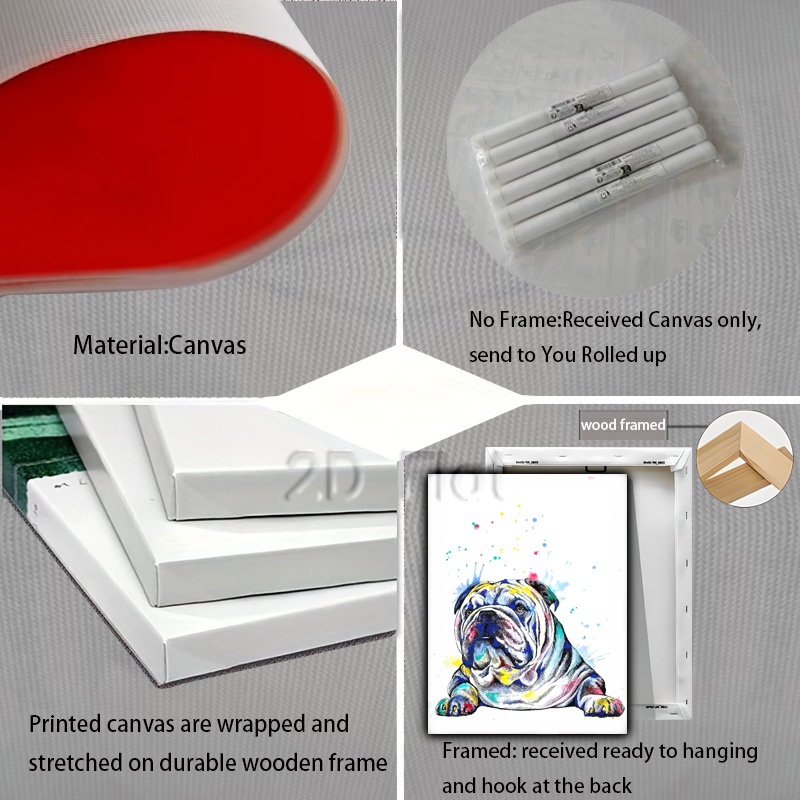 Material:Canvas
No Frame:Received Canvas only,
send to You Rolled up
wood framed
2D Flat
Printed canvas are wrapped and
stretched on durable wooden frame
Framed: received ready to hanging
and hook at the back